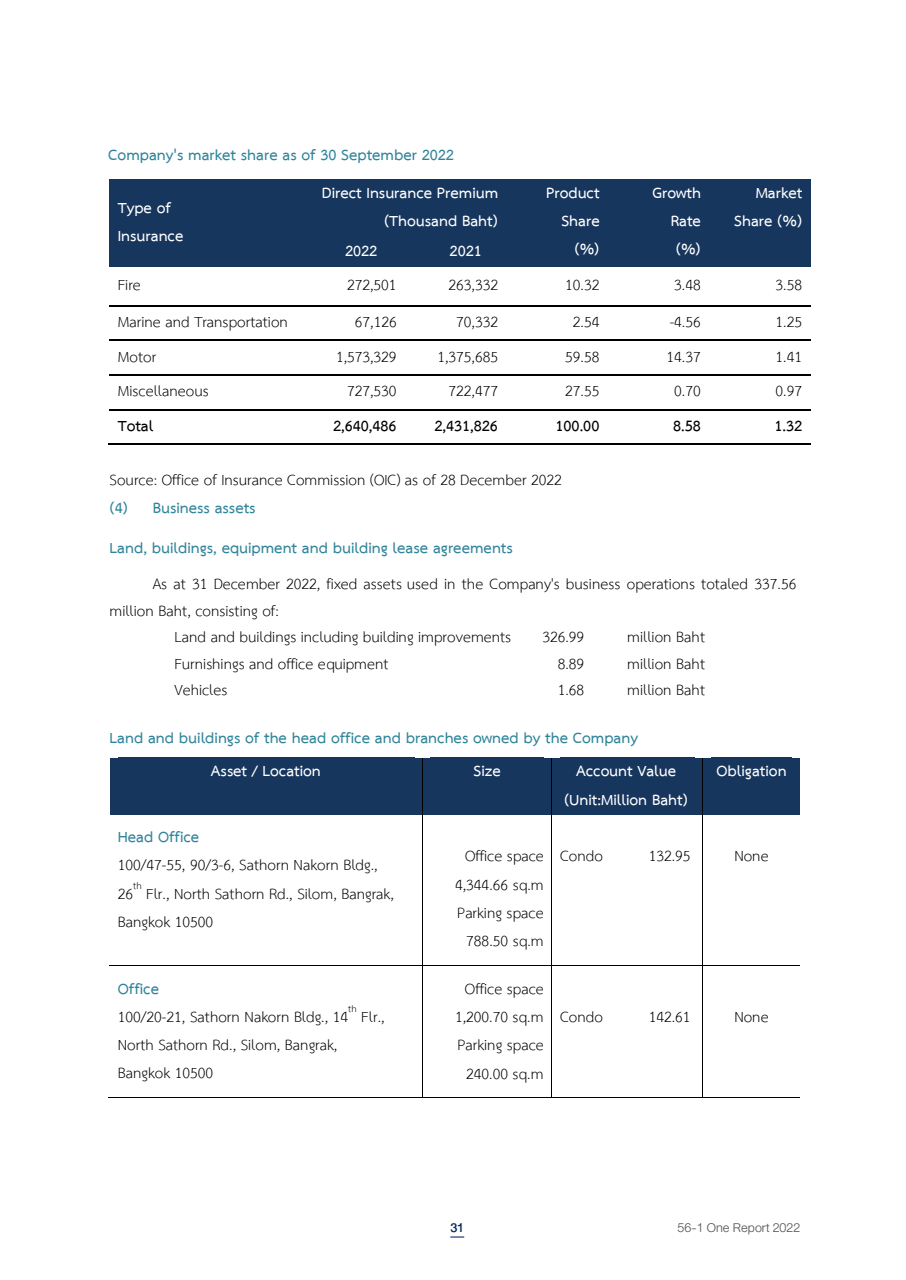 Company's market share as of 30 September 2022
Type of Insurance Direct Insurance Premium (Thousand Baht) Product Share (%) Growth Rate (%) Market Share (%)
2022 2021
Fire 272,501 263,332 10.32 3.48 3.58
Marine and Transportation 67,126 70,332 2.54 -4.56 1.25
Motor 1,573,329 1,375,685 59.58 14.37 1.41
Miscellaneous 727,530 722,477 27.55 0.70 0.97
Total 2,640,486 2,431,826 100.00 8.58 1.32
Source: Office of Insurance Commission (OIC) as of 28 December 2022
(4) Business assets
Land, buildings, equipment and building lease agreements
As at 31 December 2022, fixed assets used in the Company's business operations totaled 337.56
million Baht, consisting of:
Land and buildings including building improvements 326.99 million Baht
Furnishings and office equipment 8.89 million Baht
Vehicles 1.68 million Baht
Land and buildings of the head office and branches owned by the Company
Asset / Location Size Account Value Obligation
(Unit:Million Baht)
Head Office
100/47-55, 90/3-6, Sathorn Nakorn Bldg.,
26th Flr., North Sathorn Rd., Silom, Bangrak,
Bangkok 10500
Office space Condo 132.95 None
4,344.66 sq.m
Parking space
788.50 sq.m
Office Office space
100/20-21, Sathorn Nakorn Bldg., 14th Flr., 1,200.70 sq.m Condo 142.61 None
North Sathorn Rd., Silom, Bangrak, Parking space
Bangkok 10500 240.00 sq.m
31 56-1 One Report 2022